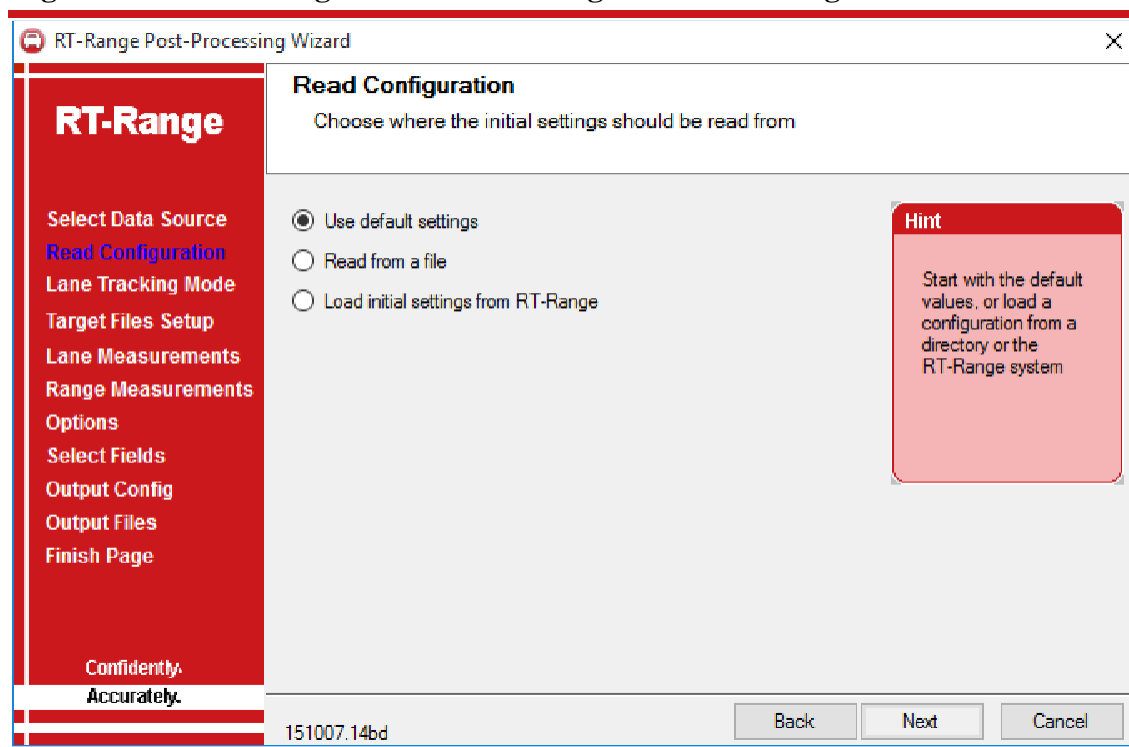 RT-Range Post-Processing Wizard
Read Configuration
Choose where the initial settings should be read from
RT-Range
Select Data Source
Read Configuration
Lane Tracking Mode
Target Files Setup
Lane Measurements
Range Measurements
Options
Select Fields
Output Config
Output Files
Finish Page
Confidently.
Accurately.
Use default settings
Read from a file
Load initial settings from RT-Range
Hint
Start with the default
values, or load a
configuration from a
directory or the
RT-Range system
151007.14bd
Back
Next
Cancel